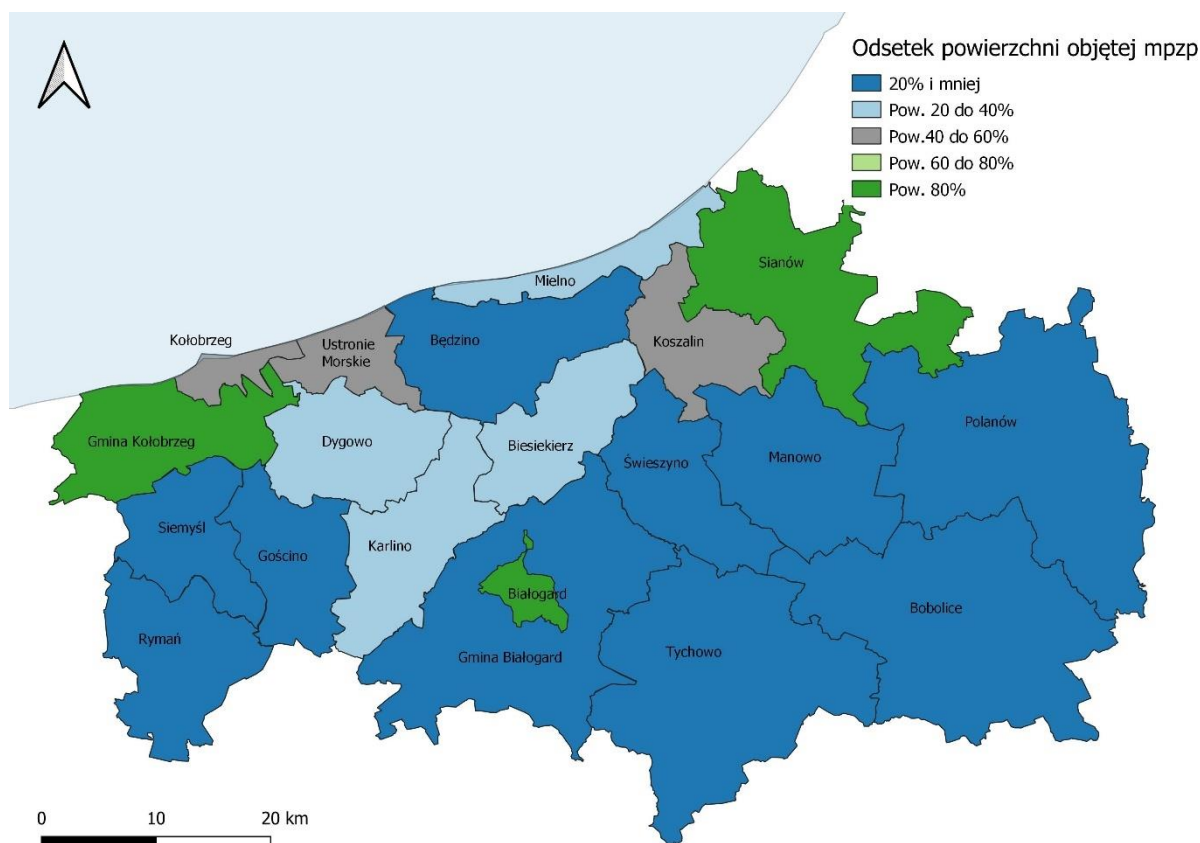 Odsetek powierzchni objętej mpzp
20% i mniej
Pow. 20 do 40%
Pow.40 do 60%
Pow. 60 do 80%
Pow. 80%
Sianów
Mielno
Kołobrzeg
Ustronie
Morskie
Będzino
Koszalin
Polanów
Gmina Kołobrzeg
Dygowo
Biesiekierz
Świeszyno
Manowo
Siemyśl
Gościno
Karlino
Białogard
Bobolice
Rymań
Gmina Białogard
Tychowo
0 10 20 km